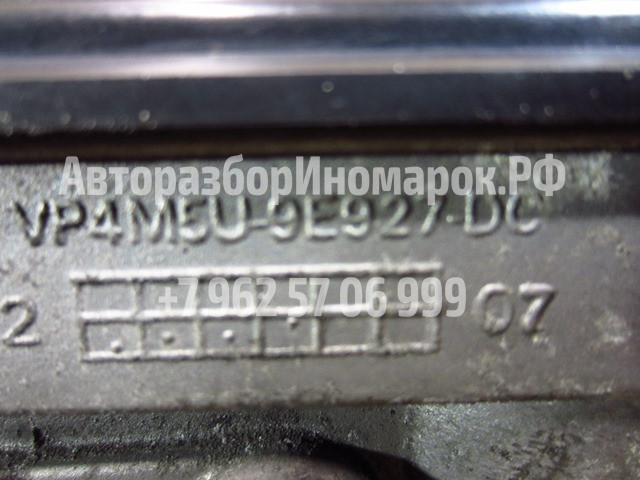 АвторазборИномарок.РФ
VP4M5U-9E927-DC
+7 962 57 06 999
2 07